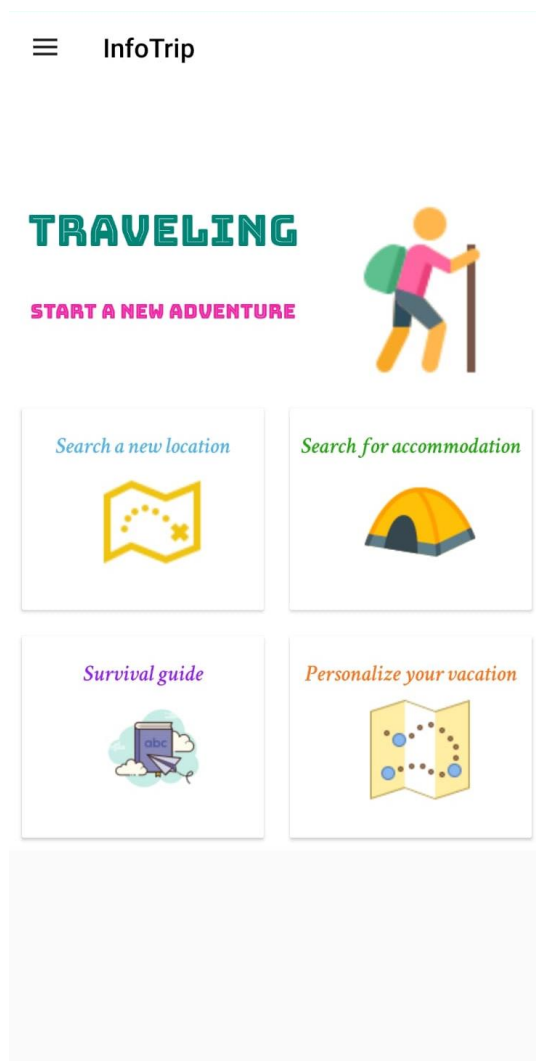 InfoTrip
TRAVELING
START A NEW ADVENTURE
Search a new location
Search for accommodation
Survival guide
Personalize your vacation
abc